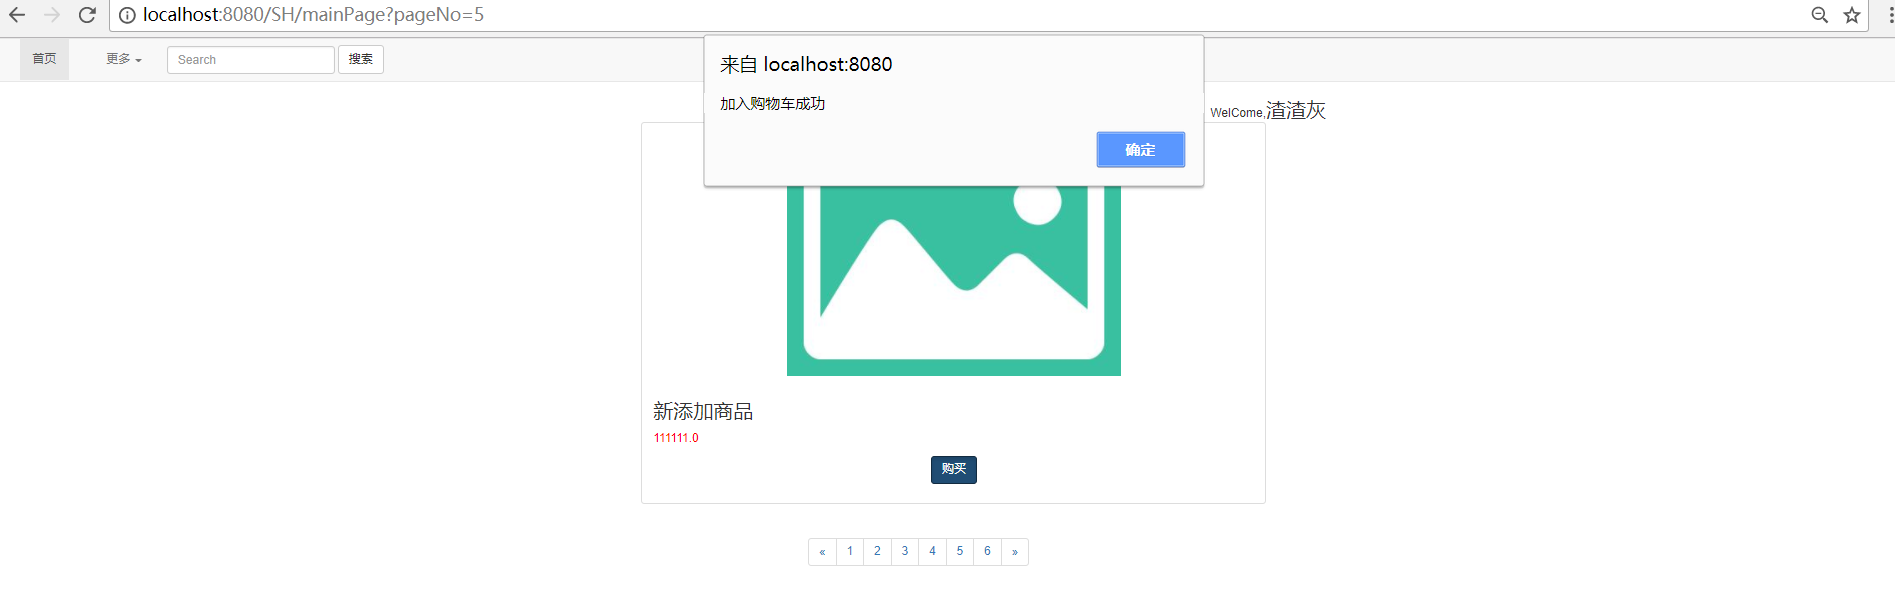 localhost:8080/SH/mainPage?pageNo=5
首页 更多 Search 搜索
来自 localhost:8080
加入购物车成功
确定
WelCome,渣渣灰
新添加商品
111111.0
购买
« 1 2 3 4 5 6 »